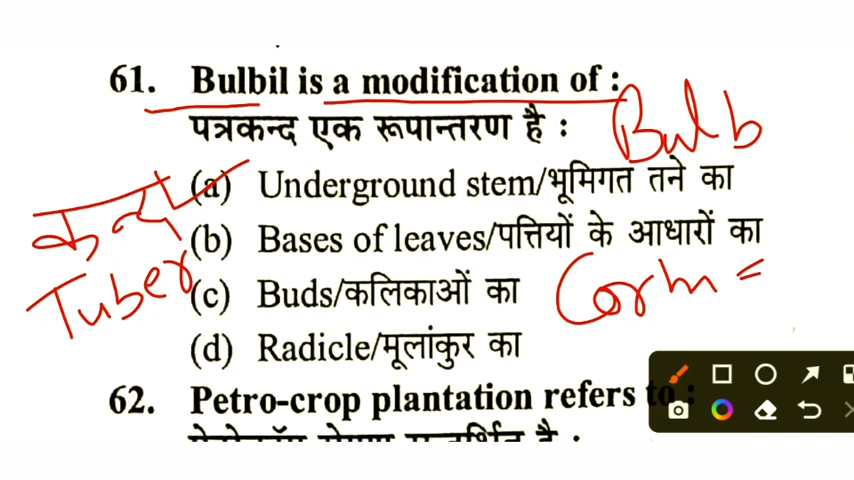 61. Bulbil is a modification of :
पत्रकन्द एक रूपान्तरण है :
Bulb
(a) Underground stem/भूमिगत तने का
कन्द
(b) Bases of leaves/पत्तियों के आधारों का
Tuber
(c) Buds/कलिकाओं का
Corm =
(d) Radicle/मूलांकुर का
62. Petro-crop plantation refers to :